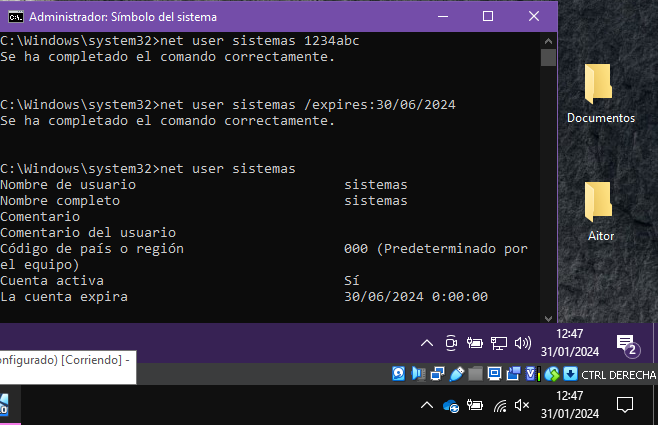 Administrador: Símbolo del sistema
C:\Windows\system32>net user sistemas 1234abc
Se ha completado el comando correctamente.
C:\Windows\system32>net user sistemas /expires:30/06/2024
Se ha completado el comando correctamente.
C:\Windows\system32>net user sistemas
Nombre de usuario sistemas
Nombre completo sistemas
Comentario
Comentario del usuario
Código de país o región 000 (Predeterminado por
el equipo)
Cuenta activa Sí
La cuenta expira 30/06/2024 0:00:00
Documentos
Aitor
12:47
31/01/2024
2
onfigurado) [Corriendo] -
CTRL DERECHA
12:47
31/01/2024